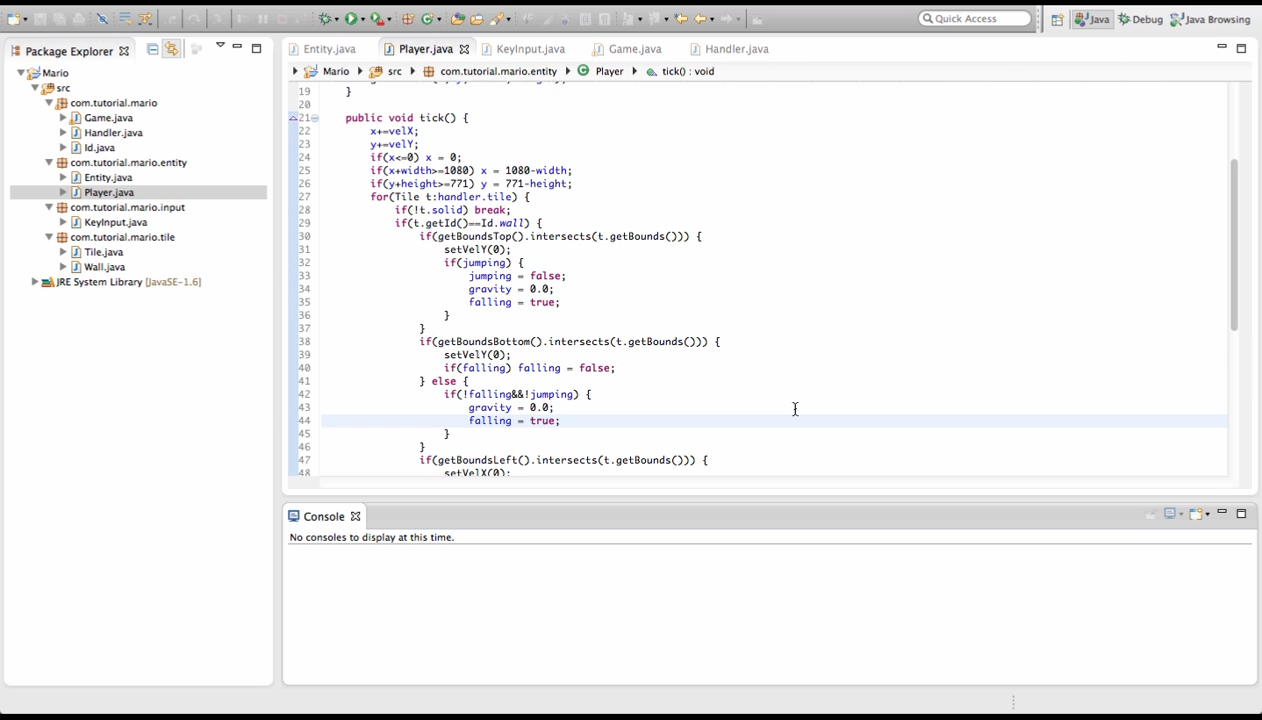 Quick Access
Java
Debug
Java Browsing
Package Explorer
Mario
src
com.tutorial.mario
Game.java
Handler.java
Id.java
com.tutorial.mario.entity
Entity.java
Player.java
com.tutorial.mario.input
KeyInput.java
com.tutorial.mario.tile
Tile.java
Wall.java
JRE System Library [JavaSE-1.6]
Entity.java
Player.java
KeyInput.java
Game.java
Handler.java
Mario
src
com.tutorial.mario.entity
Player
tick() : void
19 }
20
21 public void tick() {
22 x+=velX;
23 y+=velY;
24 if(x<=0) x = 0;
25 if(x+width>=1080) x = 1080-width;
26 if(y+height>=771) y = 771-height;
27 for(Tile t:handler.tile) {
28 if(!t.solid) break;
29 if(t.getId()==Id.wall) {
30 if(getBoundsTop().intersects(t.getBounds())) {
31 setVelY(0);
32 if(jumping) {
33 jumping = false;
34 gravity = 0.0;
35 falling = true;
36 }
37 }
38 if(getBoundsBottom().intersects(t.getBounds())) {
39 setVelY(0);
40 if(falling) falling = false;
41 } else {
42 if(!falling&&!jumping) {
43 gravity = 0.0;
44 falling = true;
45 }
46 }
47 if(getBoundsLeft().intersects(t.getBounds())) {
48 setVelX(0);
Console
No consoles to display at this time.